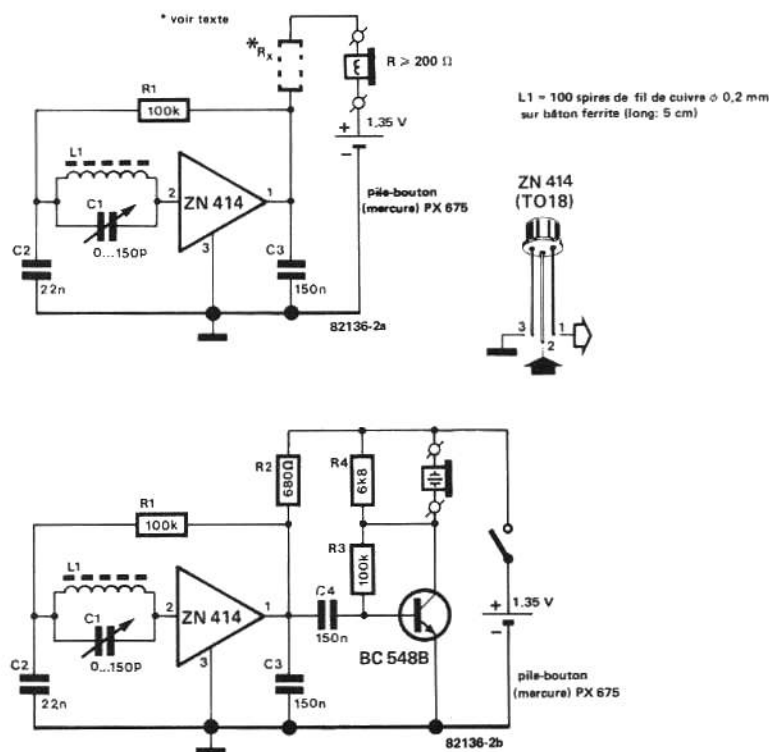 * voir texte
*RX
R ≥ 200 Ω
R1
100k
+
1,35 V
−
L1
C1
0...150p
2
ZN 414
1
3
pile-bouton
(mercure) PX 675
C2
22n
C3
150n
82136-2a
L1 = 100 spires de fil de cuivre ϕ 0,2 mm
sur bâton ferrite (long: 5 cm)
ZN 414
(TO18)
3
1
2
R2
680Ω
R4
6k8
R1
100k
R3
100k
L1
C1
0...150p
2
ZN 414
1
3
C4
150n
BC 548B
+
1.35 V
−
C2
22n
C3
150n
pile-bouton
(mercure) PX 675
82136-2b